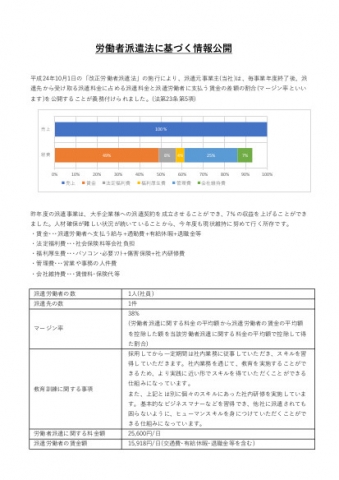 労働者派遣法に基づく情報公開
平成24年10月1日の「改正労働者派遣法」の施行により、派遣元事業主(当社)は、毎事業年度終了後、派
遣先から受け取る派遣料金に占める派遣料金と派遣労働者に支払う賃金の差額の割合(マージン率といい
ます)を公開することが義務付けられました。(法第23条第5項)
売上
100%
経費
7%
0% 10% 20% 30% 40% 50% 60% 70% 80% 90% 100%
売上 賃金 法定福利費 福利厚生費 管理費 会社維持費
昨年度の派遣事業は、大手企業様への派遣契約を成立させることができ、7%の収益を上げることができ
ました。人材確保が難しい状況が続いていることから、今年度も現状維持に努めて行く所存です。
・賃金・・・派遣労働者へ支払う給与+通勤費+有給休暇+退職金等
・法定福利費・・・社会保険料等会社負担
・福利厚生費・・・パソコン・必要ソフト+傷害保険+社内研修費
・管理費・・・営業や事務の人件費
・会社維持費・・・賃借料・保険代等
派遣労働者の数 1人(社員)
派遣先の数 1件
マージン率
38%
(労働者派遣に関する料金の平均額から派遣労働者の賃金の平均額
を控除した額を当該労働者派遣に関する料金の平均額で控除して得
た割合)
教育訓練に関する事項
採用してから一定期間は社内業務に従事していただき、スキルを習
得していただきます。社内業務を通じて、教育を実施することがで
きるため、より実践に近い形でスキルを得ていただくことができる
仕組みになっています。
また、上記とは別に個々のスキルにあった社内研修を実施していま
す。基本的なビジネスマナーなどを習得でき、他社に派遣されても
困らないように、ヒューマンスキルを身につけていただくことがで
きる仕組みになっています。
労働者派遣に関する料金額 25,600円/日
派遣労働者の賃金額 15,918円/日(交通費・有給休暇・退職金等を含む)